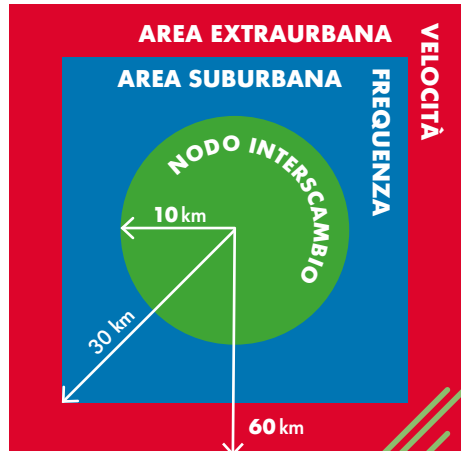 AREA EXTRAURBANA
VELOCITÀ
AREA SUBURBANA
FREQUENZA
NODO INTERSCAMBIO
10 km
30 km
60 km